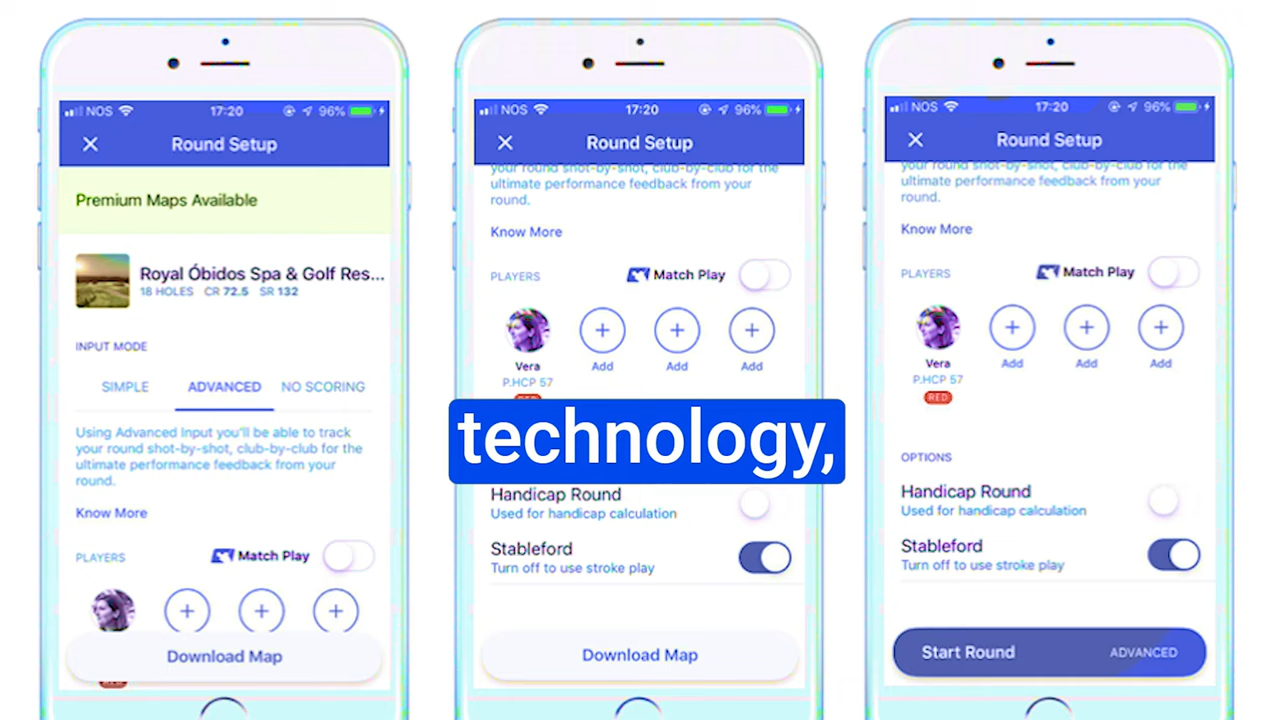 NOS 17:20 96%
Round Setup
Premium Maps Available
Royal Óbidos Spa & Golf Res...
18 HOLES CR 72.5 SR 132
INPUT MODE
SIMPLE ADVANCED NO SCORING
Using Advanced Input you'll be able to track
your round shot-by-shot, club-by-club for the
ultimate performance feedback from your
round.
Know More
PLAYERS Match Play
Download Map
NOS 17:20 96%
Round Setup
your round shot-by-shot, club-by-club for the
ultimate performance feedback from your
round.
Know More
PLAYERS Match Play
Vera Add Add Add
P.HCP 57
technology,
Handicap Round
Used for handicap calculation
Stableford
Turn off to use stroke play
Download Map
NOS 17:20 96%
Round Setup
your round shot-by-shot, club-by-club for the
ultimate performance feedback from your
round.
Know More
PLAYERS Match Play
Vera Add Add Add
P.HCP 57
RED
OPTIONS
Handicap Round
Used for handicap calculation
Stableford
Turn off to use stroke play
Start Round ADVANCED